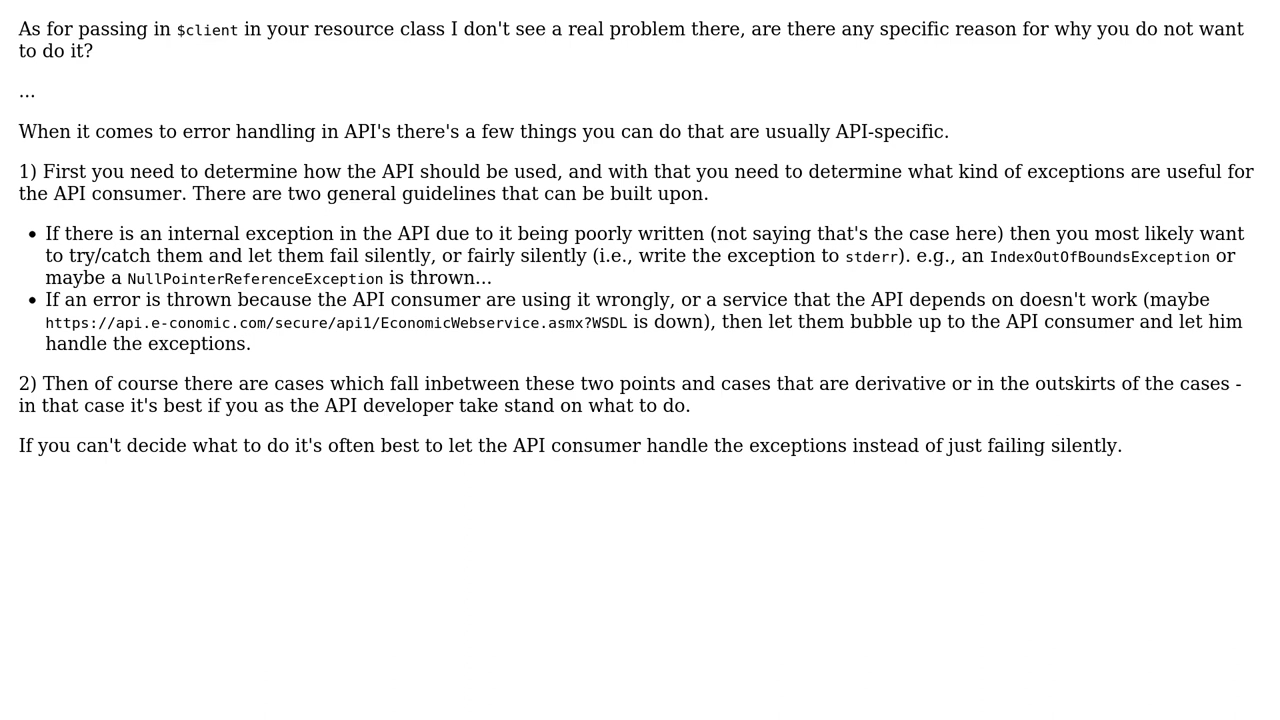 As for passing in $client in your resource class I don't see a real problem there, are there any specific reason for why you do not want
to do it?
...
When it comes to error handling in API's there's a few things you can do that are usually API-specific.
1) First you need to determine how the API should be used, and with that you need to determine what kind of exceptions are useful for
the API consumer. There are two general guidelines that can be built upon.
• If there is an internal exception in the API due to it being poorly written (not saying that's the case here) then you most likely want
to try/catch them and let them fail silently, or fairly silently (i.e., write the exception to stderr). e.g., an IndexOutOfBoundsException or
maybe a NullPointerReferenceException is thrown...
• If an error is thrown because the API consumer are using it wrongly, or a service that the API depends on doesn't work (maybe
https://api.e-conomic.com/secure/api1/EconomicWebservice.asmx?WSDL is down), then let them bubble up to the API consumer and let him
handle the exceptions.
2) Then of course there are cases which fall inbetween these two points and cases that are derivative or in the outskirts of the cases -
in that case it's best if you as the API developer take stand on what to do.
If you can't decide what to do it's often best to let the API consumer handle the exceptions instead of just failing silently.